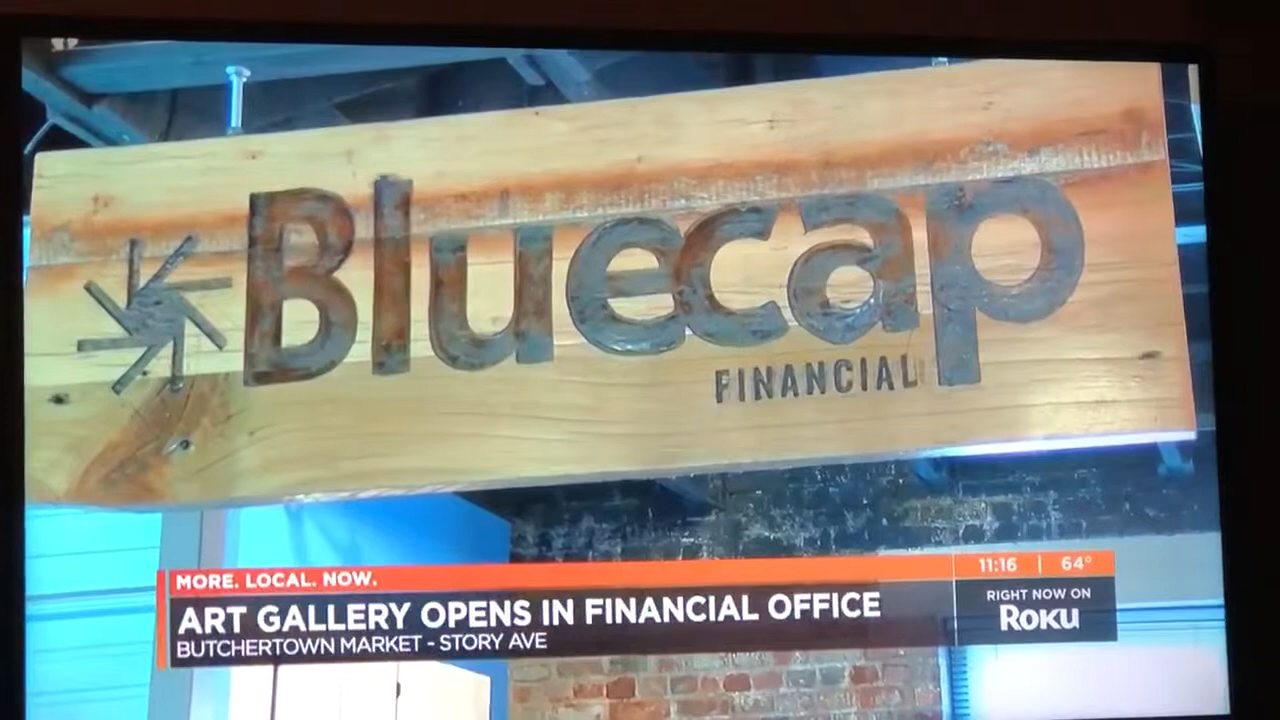 Bluecap
FINANCIAL
MORE. LOCAL. NOW.
11:16 | 64°
ART GALLERY OPENS IN FINANCIAL OFFICE
BUTCHERTOWN MARKET - STORY AVE
RIGHT NOW ON
ROKU